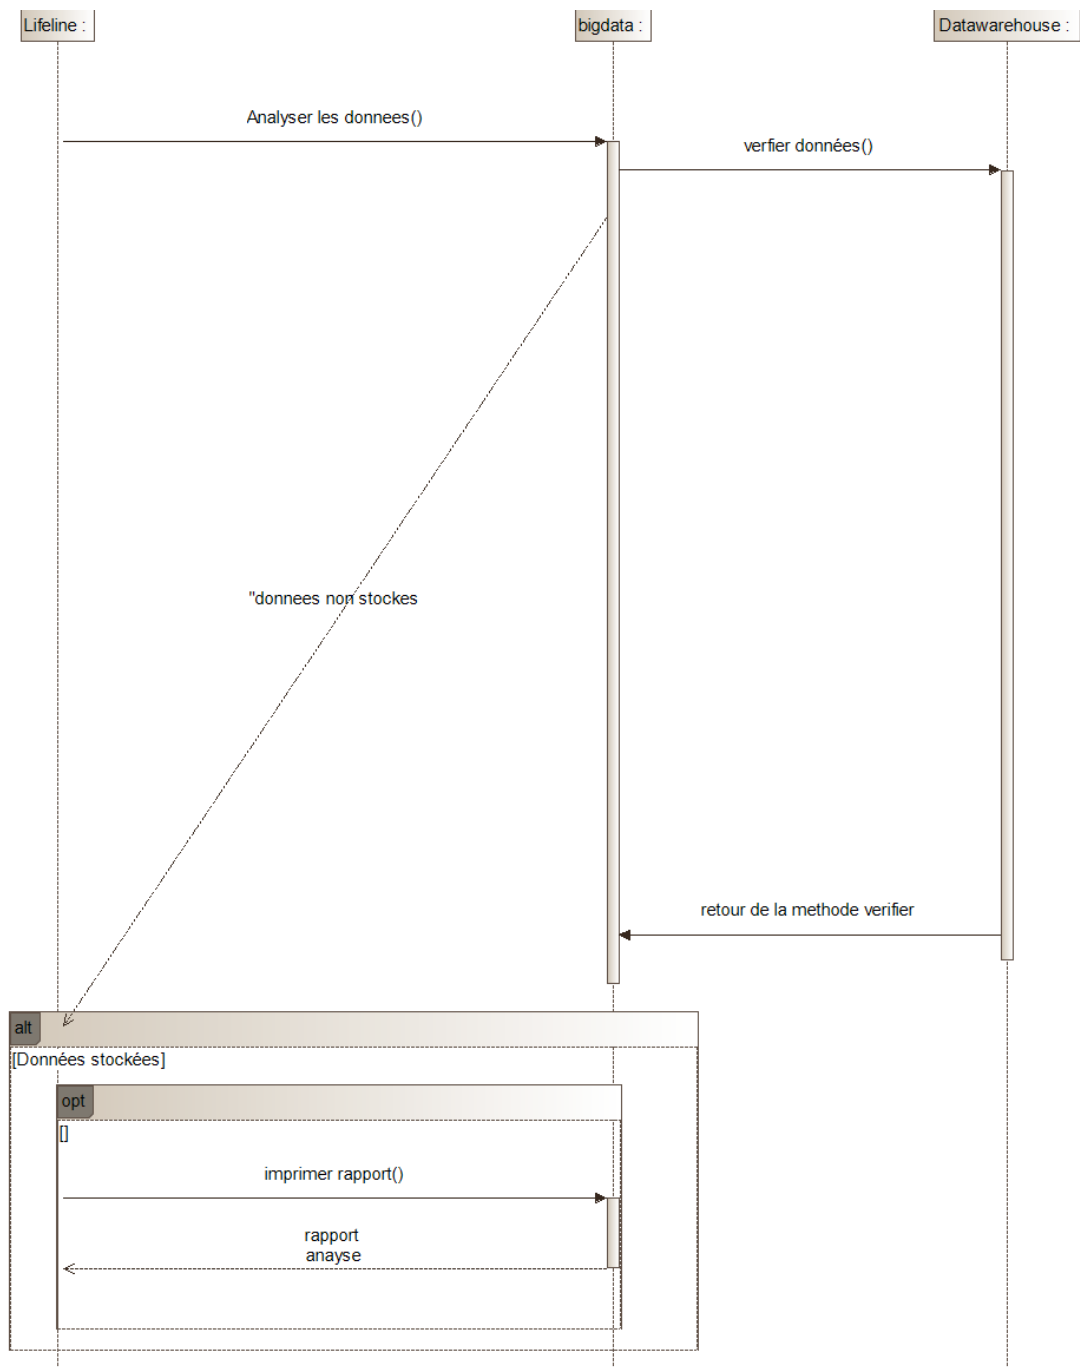 Lifeline :
bigdata :
Datawarehouse :
Analyser les donnees()
verfier données()
"donnees non stockes
retour de la methode verifier
alt
[Données stockées]
opt
[]
imprimer rapport()
rapport
anayse